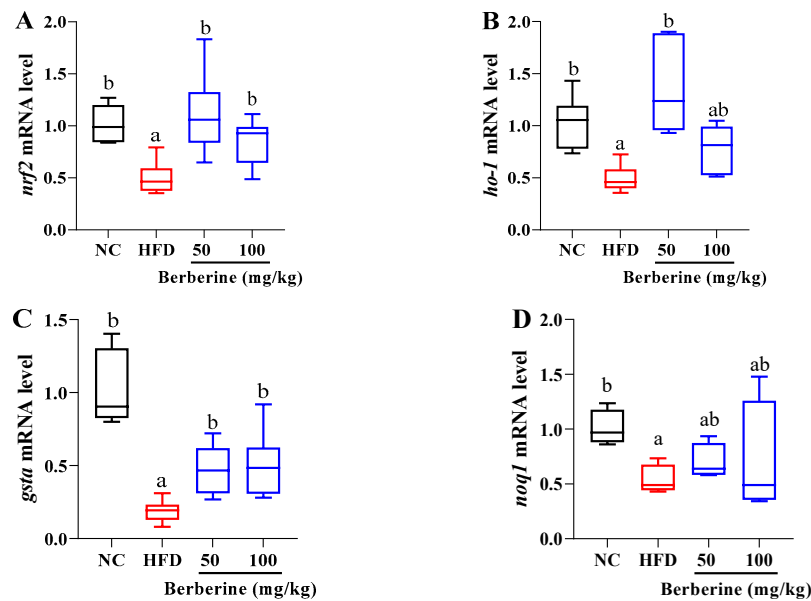 A
nrf2 mRNA level
2.0
1.5
1.0
0.5
0.0
b
a
b
b
NC HFD 50 100
Berberine (mg/kg)
B
ho-1 mRNA level
2.0
1.5
1.0
0.5
0.0
b
a
b
ab
NC HFD 50 100
Berberine (mg/kg)
C
gsta mRNA level
1.5
1.0
0.5
0.0
b
a
b
b
NC HFD 50 100
Berberine (mg/kg)
D
noq1 mRNA level
2.0
1.5
1.0
0.5
0.0
b
a
ab
ab
NC HFD 50 100
Berberine (mg/kg)